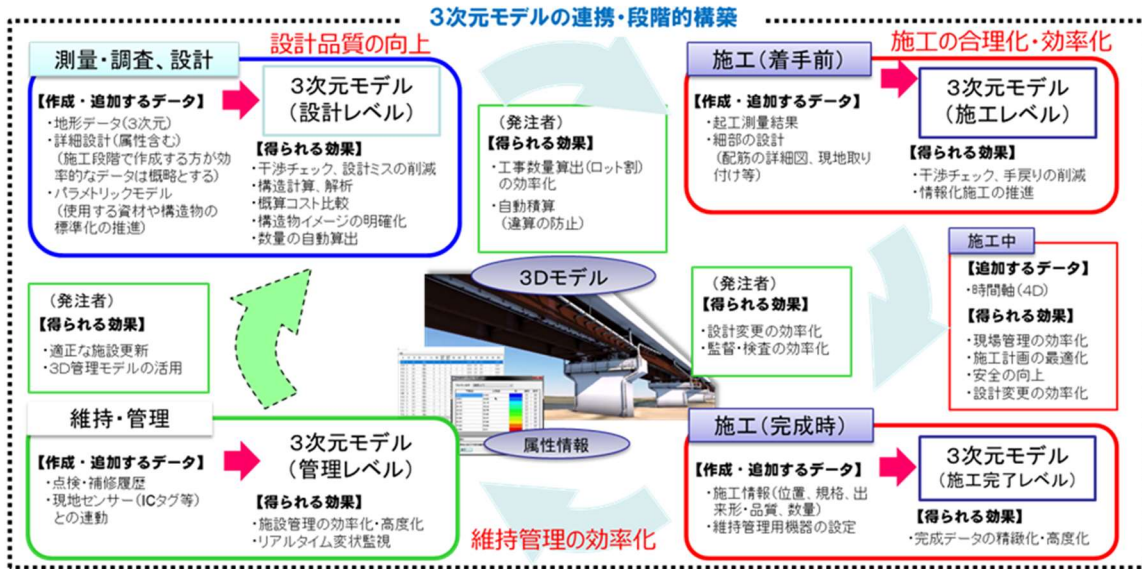 3次元モデルの連携・段階的構築
測量・調査、設計
設計品質の向上
【作成・追加するデータ】
・地形データ(3次元)
・詳細設計(属性含む)
(施工段階で作成する方が効
率的なデータは概略とする)
・パラメトリックモデル
(使用する資材や構造物の
標準化の推進)
3次元モデル
(設計レベル)
【得られる効果】
・干渉チェック、設計ミスの削減
・構造計算、解析
・概算コスト比較
・構造物イメージの明確化
・数量の自動算出
(発注者)
【得られる効果】
・工事数量算出(ロット割)
の効率化
・自動積算
(違算の防止)
施工の合理化・効率化
施工(着手前)
【作成・追加するデータ】
・起工測量結果
・細部の設計
(配筋の詳細図、現地取り
付け等)
3次元モデル
(施工レベル)
【得られる効果】
・干渉チェック、手戻りの削減
・情報化施工の推進
施工中
【追加するデータ】
・時間軸(4D)
【得られる効果】
・現場管理の効率化
・施工計画の最適化
・安全の向上
・設計変更の効率化
(発注者)
【得られる効果】
・設計変更の効率化
・監督・検査の効率化
3Dモデル
属性情報
(発注者)
【得られる効果】
・適正な施設更新
・3D管理モデルの活用
施工(完成時)
【作成・追加するデータ】
・施工情報(位置、規格、出
来形・品質、数量)
・維持管理用機器の設定
3次元モデル
(施工完了レベル)
【得られる効果】
・完成データの精緻化・高度化
維持管理の効率化
維持・管理
【作成・追加するデータ】
・点検・補修履歴
・現地センサー(ICタグ等)
との連動
3次元モデル
(管理レベル)
【得られる効果】
・施設管理の効率化・高度化
・リアルタイム変状監視